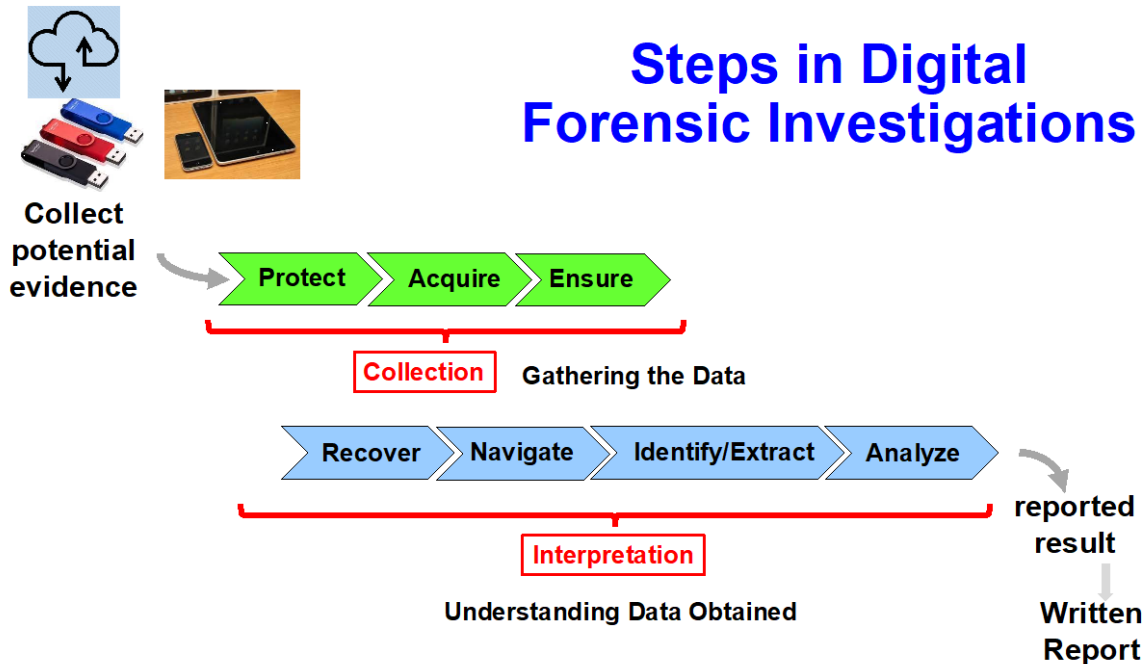 Steps in Digital
Forensic Investigations
Collect
potential
evidence
Protect
Acquire
Ensure
Collection
Gathering the Data
Recover
Navigate
Identify/Extract
Analyze
Interpretation
Understanding Data Obtained
reported
result
Written
Report